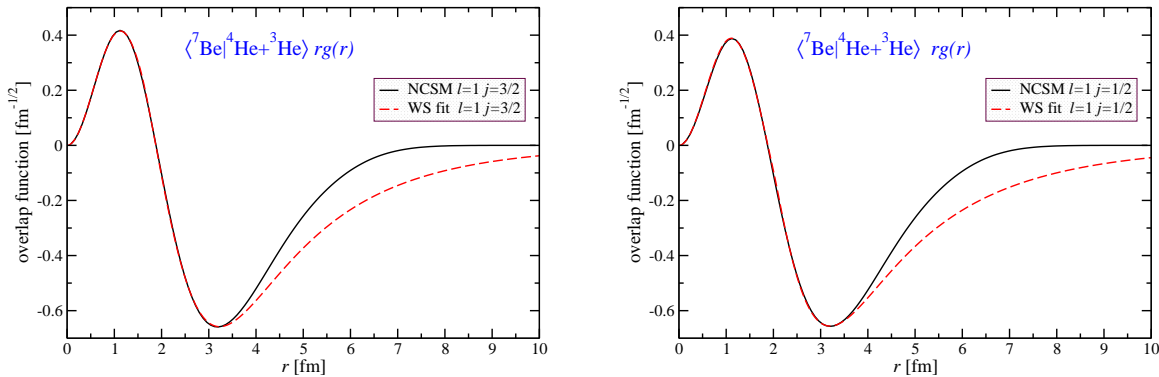 ⟨⁷Be|⁴He+³He⟩ rg(r)
NCSM l=1 j=3/2
WS fit l=1 j=3/2
overlap function [fm⁻¹ᐟ²]
0.4
0.2
0
-0.2
-0.4
-0.6
0 1 2 3 4 5 6 7 8 9 10
r [fm]
⟨⁷Be|⁴He+³He⟩ rg(r)
NCSM l=1 j=1/2
WS fit l=1 j=1/2
overlap function [fm⁻¹ᐟ²]
0.4
0.2
0
-0.2
-0.4
-0.6
0 1 2 3 4 5 6 7 8 9 10
r [fm]